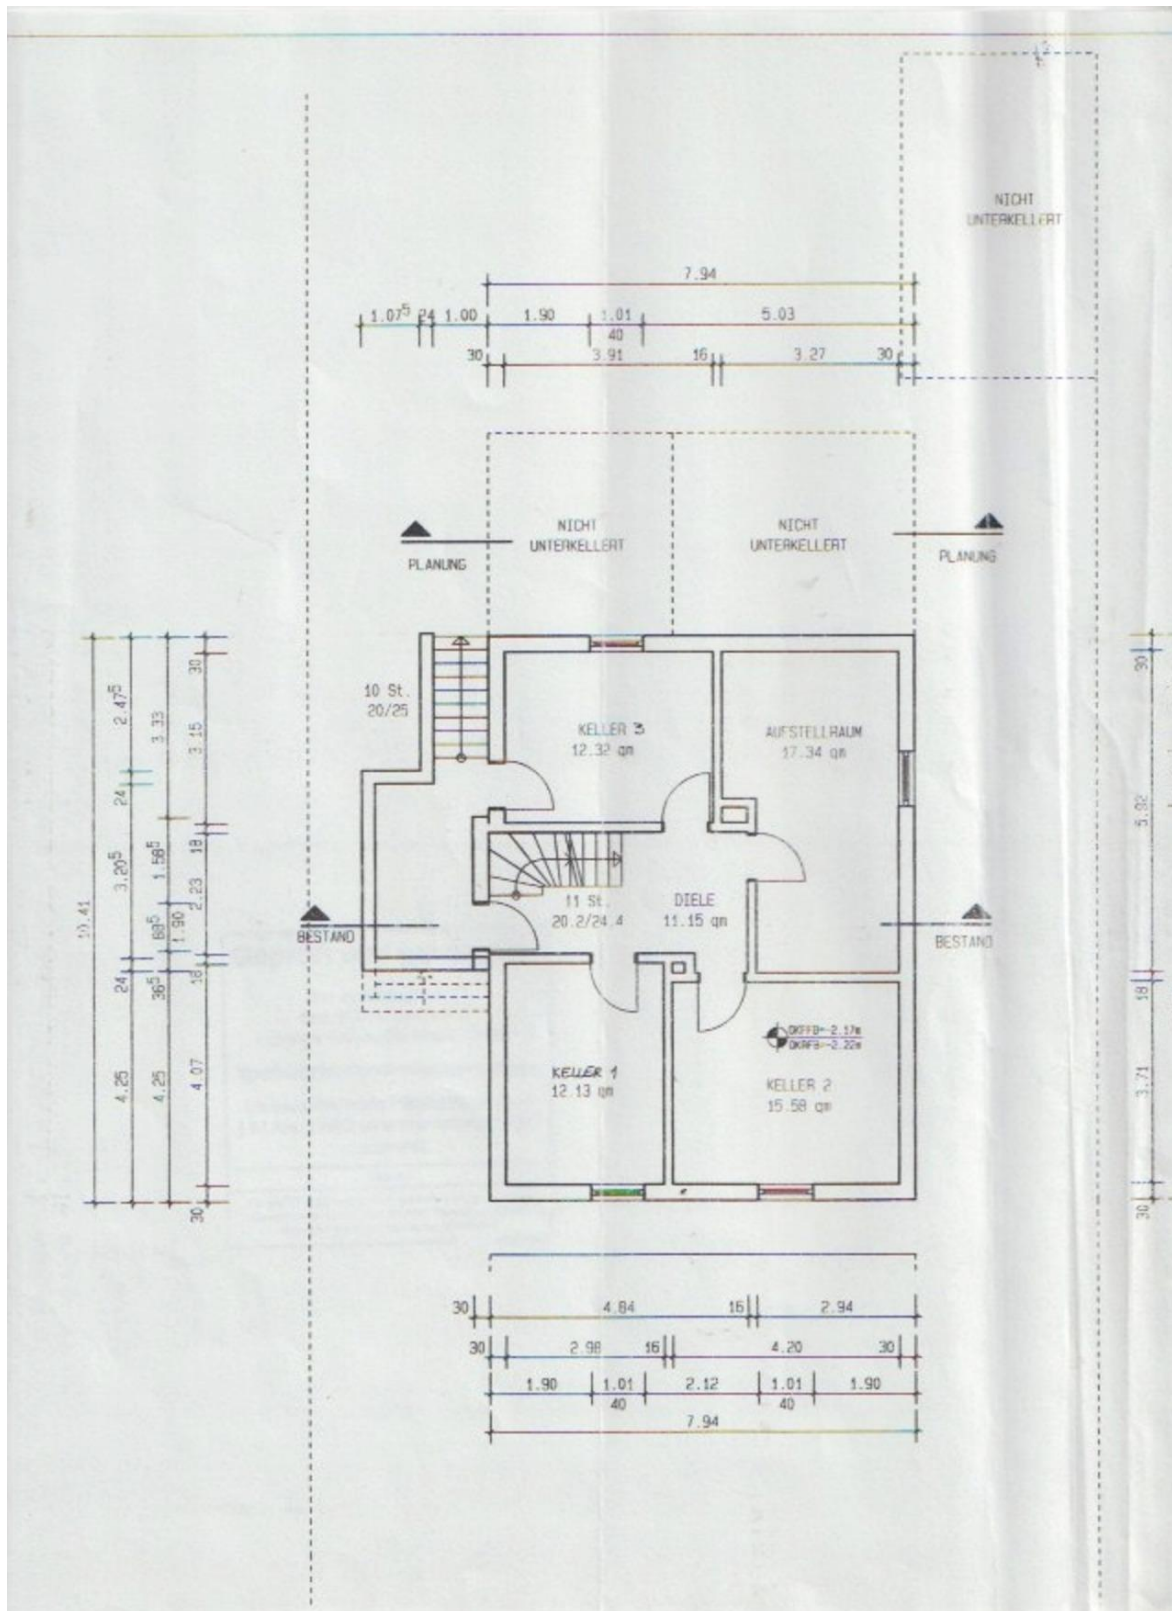 NICHT
UNTERKELLERT
7.94
1.07⁵ 24 1.00 1.90 1.01 5.03
40
30 3.91 16 3.27 30
NICHT
UNTERKELLERT
NICHT
UNTERKELLERT
PLANUNG
PLANUNG
10 St.
20/25
KELLER 3
12.32 qm
AUFSTELLRAUM
17.34 qm
11 St.
20.2/24.4
DIELE
11.15 qm
BESTAND
BESTAND
OKFFB=-2.17m
OKRFB=-2.22m
KELLER 1
12.13 qm
KELLER 2
15.58 qm
10.41
2.47⁵
24
3.20⁵
24
4.25
3.33
1.58⁵
88⁵
36⁵
4.25
1.90
30
3.15
18
2.23
18
4.07
30
30
5.92
18
3.71
30
30 4.84 16 2.94
30 2.98 16 4.20 30
1.90 1.01 2.12 1.01 1.90
40 40
7.94